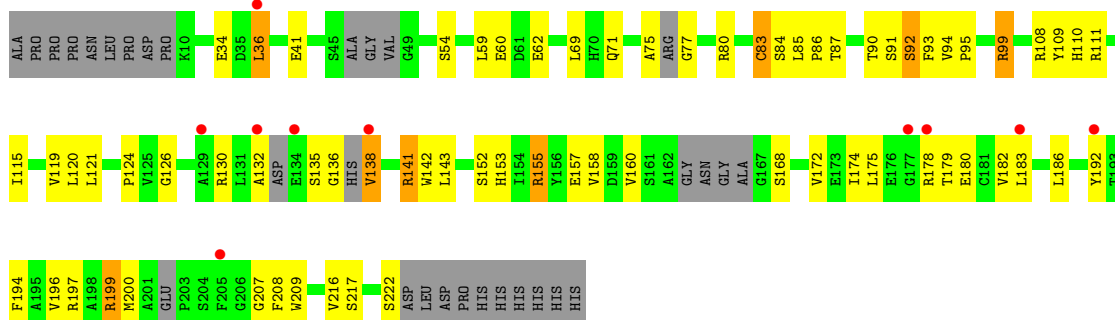 ALA PRO PRO PRO ASN LEU PRO ASP PRO K10 E34 D35 L36 E41 S45 ALA GLY VAL G49 S54 L59 E60 D61 E62 L69 H70 Q71 A75 ARG G77 R80 C83 S84 L85 P86 T87 T90 S91 S92 F93 V94 P95 R99 R108 Y109 H110 R111
I115 V119 L120 L121 P124 V125 G126 A129 R130 L131 A132 ASP E134 S135 G136 HIS V138 R141 W142 L143 S152 H153 I154 R155 Y156 E157 V158 D159 V160 S161 A162 GLY ASN GLY ALA G167 S168 V172 E173 I174 L175 E176 G177 R178 T179 E180 C181 V182 L183 L186 Y192 T193
F194 A195 V196 R197 A198 R199 M200 A201 GLU P203 S204 F205 G206 G207 F208 W209 V216 S217 S222 ASP LEU ASP PRO HIS HIS HIS HIS HIS HIS